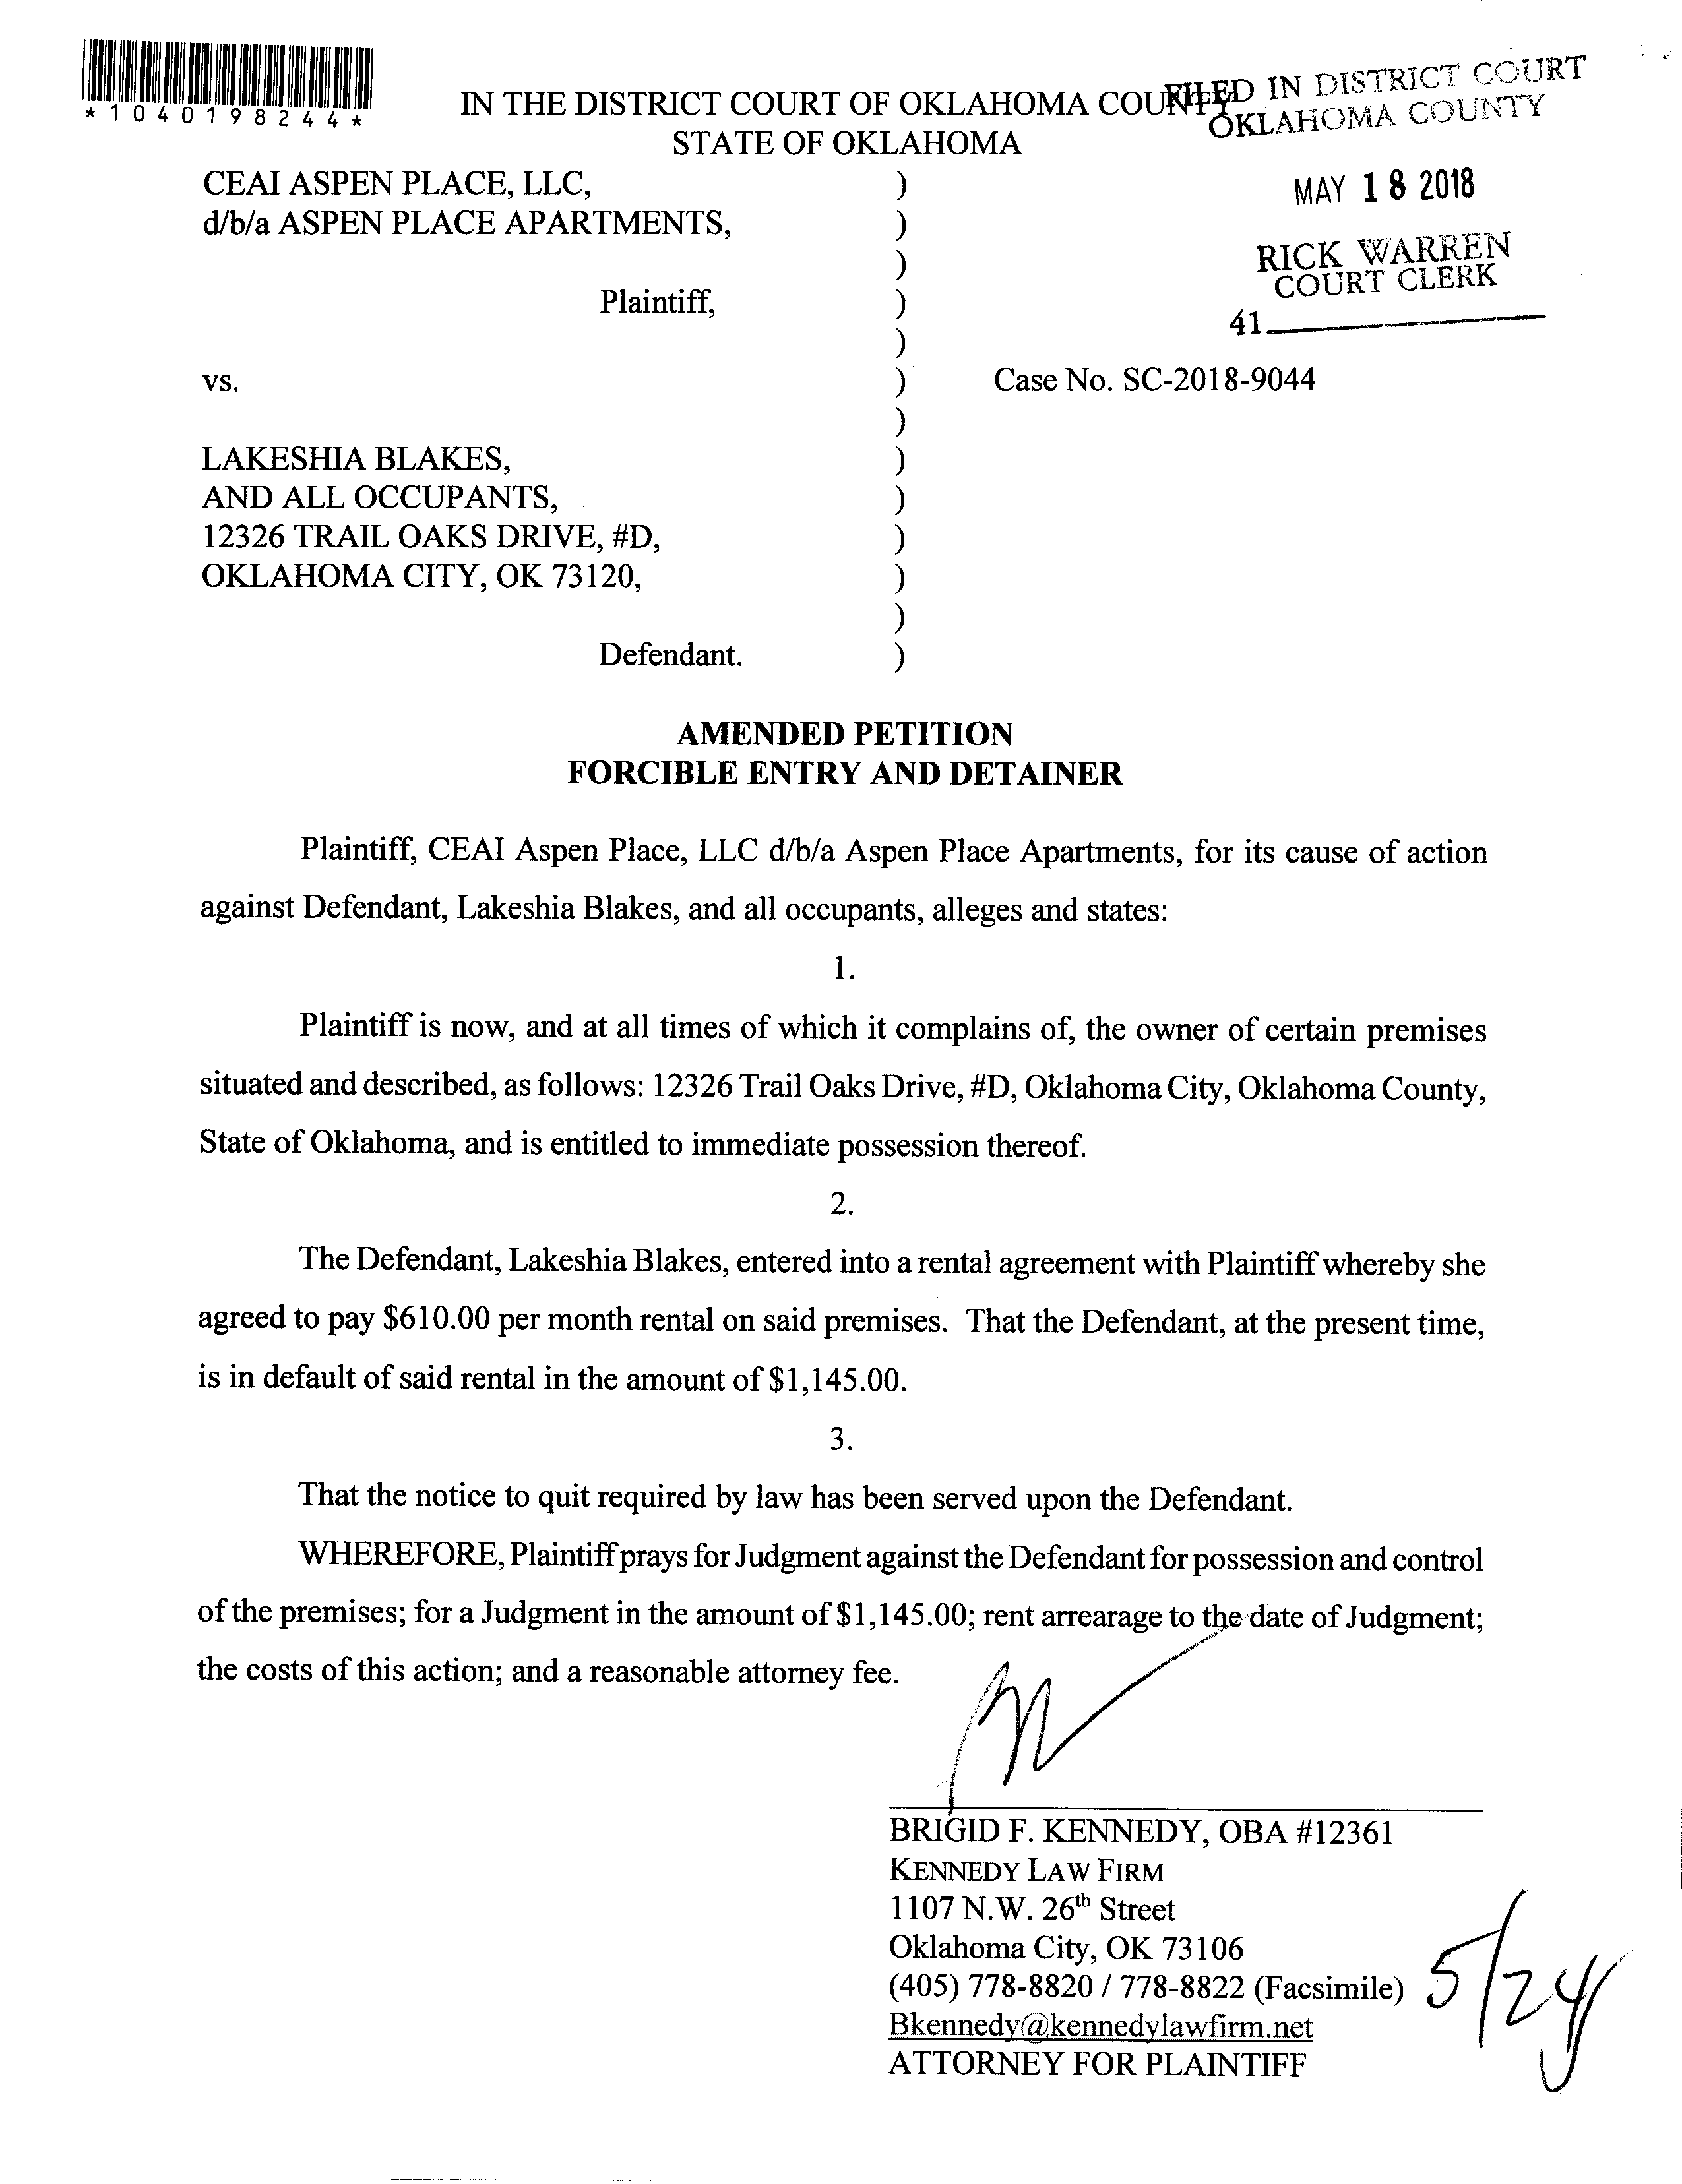 *1040198244*
IN THE DISTRICT COURT OF OKLAHOMA COUNTY
STATE OF OKLAHOMA
FILED IN DISTRICT COURT
OKLAHOMA COUNTY
MAY 18 2018
RICK WARREN
COURT CLERK
41
CEAI ASPEN PLACE, LLC, )
d/b/a ASPEN PLACE APARTMENTS, )
)
Plaintiff, )
)
vs. ) Case No. SC-2018-9044
)
LAKESHIA BLAKES, )
AND ALL OCCUPANTS, )
12326 TRAIL OAKS DRIVE, #D, )
OKLAHOMA CITY, OK 73120, )
)
Defendant. )
AMENDED PETITION
FORCIBLE ENTRY AND DETAINER
Plaintiff, CEAI Aspen Place, LLC d/b/a Aspen Place Apartments, for its cause of action
against Defendant, Lakeshia Blakes, and all occupants, alleges and states:
1.
Plaintiff is now, and at all times of which it complains of, the owner of certain premises
situated and described, as follows: 12326 Trail Oaks Drive, #D, Oklahoma City, Oklahoma County,
State of Oklahoma, and is entitled to immediate possession thereof.
2.
The Defendant, Lakeshia Blakes, entered into a rental agreement with Plaintiff whereby she
agreed to pay $610.00 per month rental on said premises. That the Defendant, at the present time,
is in default of said rental in the amount of $1,145.00.
3.
That the notice to quit required by law has been served upon the Defendant.
WHEREFORE, Plaintiff prays for Judgment against the Defendant for possession and control
of the premises; for a Judgment in the amount of $1,145.00; rent arrearage to the date of Judgment;
the costs of this action; and a reasonable attorney fee.
BRIGID F. KENNEDY, OBA #12361
KENNEDY LAW FIRM
1107 N.W. 26th Street
Oklahoma City, OK 73106
(405) 778-8820 / 778-8822 (Facsimile)
Bkennedy@kennedylawfirm.net
ATTORNEY FOR PLAINTIFF
5/24